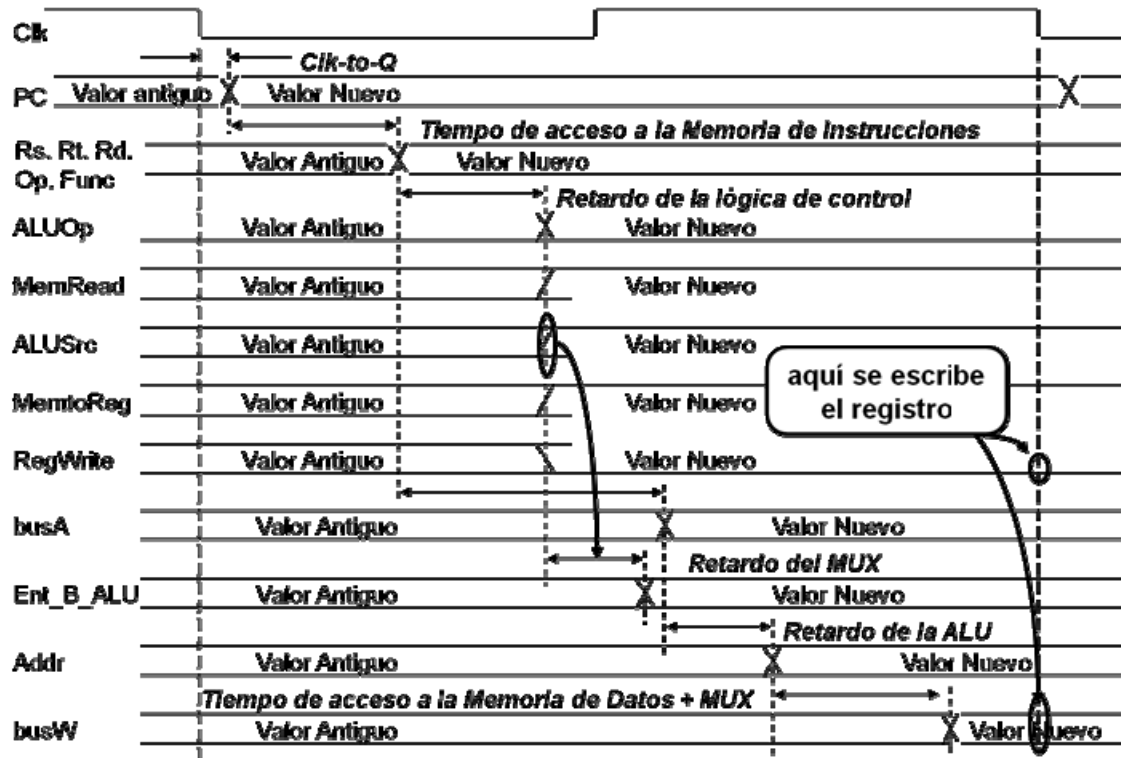 Clk
Clk-to-Q
PC Valor antiguo Valor Nuevo
Tiempo de acceso a la Memoria de Instrucciones
Rs. Rt. Rd.
Op, Func
Valor Antiguo Valor Nuevo
Retardo de la lógica de control
ALUOp Valor Antiguo Valor Nuevo
MemRead Valor Antiguo Valor Nuevo
ALUSrc Valor Antiguo Valor Nuevo
aquí se escribe
el registro
MemtoReg Valor Antiguo Valor Nuevo
RegWrite Valor Antiguo Valor Nuevo
busA Valor Antiguo Valor Nuevo
Retardo del MUX
Ent_B_ALU Valor Antiguo Valor Nuevo
Retardo de la ALU
Addr Valor Antiguo Valor Nuevo
Tiempo de acceso a la Memoria de Datos + MUX
busW Valor Antiguo Valor Nuevo